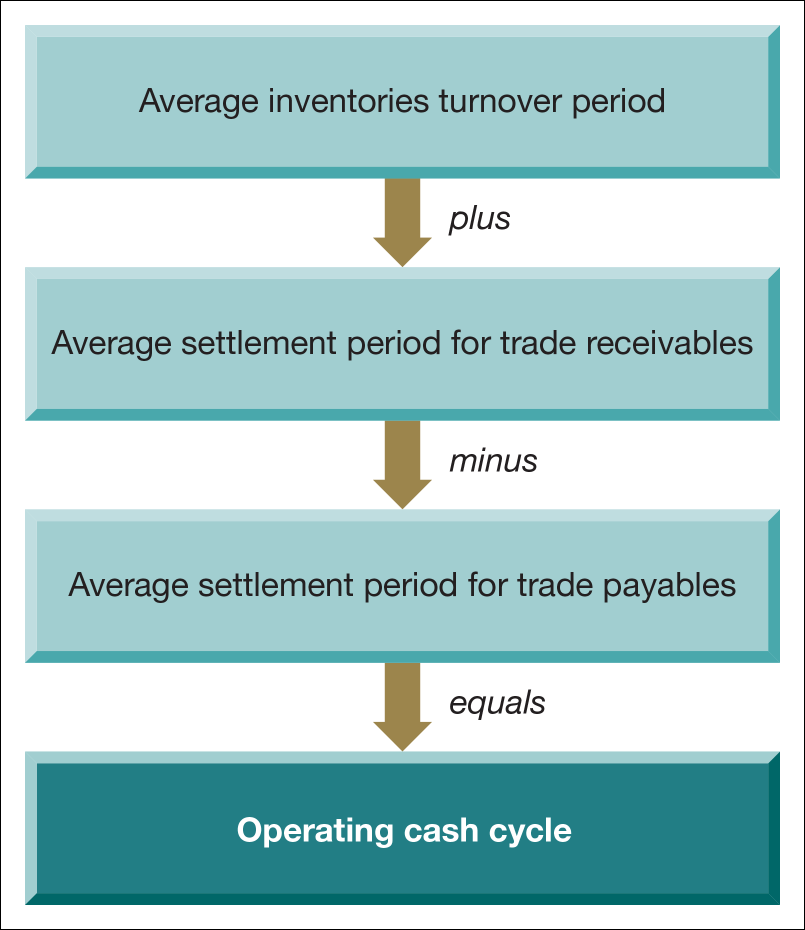 Average inventories turnover period
plus
Average settlement period for trade receivables
minus
Average settlement period for trade payables
equals
Operating cash cycle